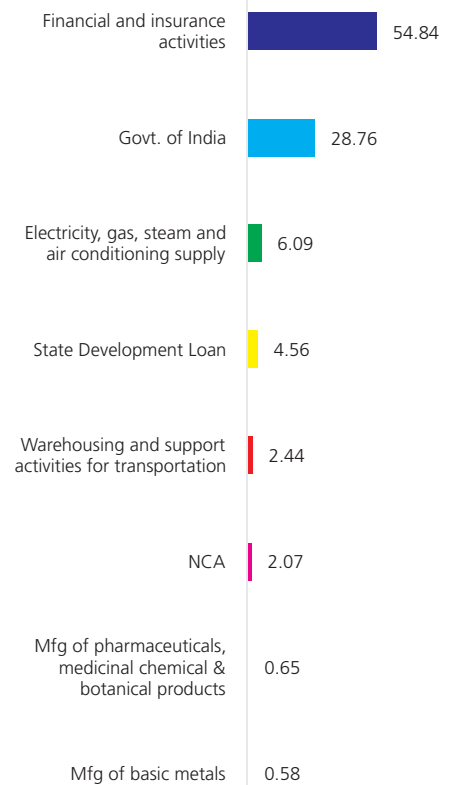 Financial and insurance
activities
54.84
Govt. of India
28.76
Electricity, gas, steam and
air conditioning supply
6.09
State Development Loan
4.56
Warehousing and support
activities for transportation
2.44
NCA
2.07
Mfg of pharmaceuticals,
medicinal chemical &
botanical products
0.65
Mfg of basic metals
0.58